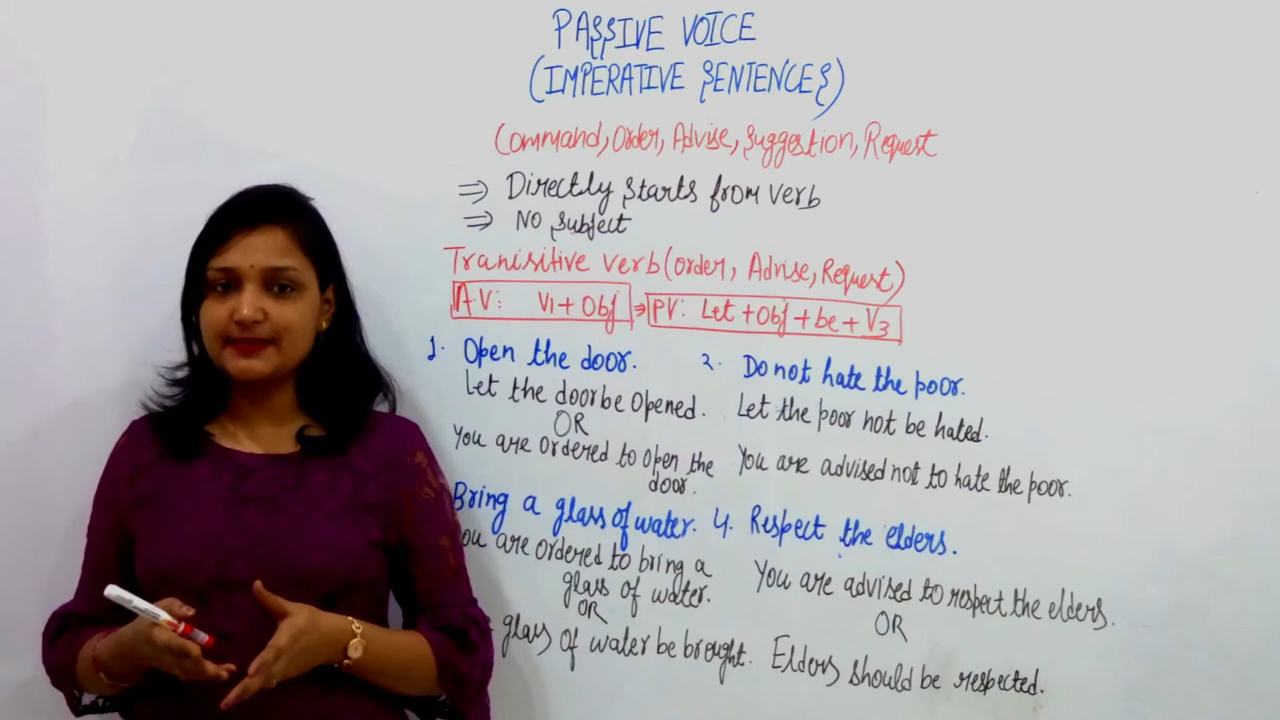 PASSIVE VOICE
(IMPERATIVE SENTENCES)
Command, Order, Advise, Suggestion, Request
⇒ Directly starts from verb
⇒ No subject
Tranisitive verb (order, Advise, Request)
A.V: V1 + Obj ⇒ PV: Let + Obj + be + V3
1. Open the door.
Let the door be opened.
OR
You are ordered to open the
door.
2. Do not hate the poor.
Let the poor not be hated.
You are advised not to hate the poor.
Bring a glass of water.
ou are ordered to bring a
glass of water.
OR
glass of water be brought.
4. Respect the elders.
You are advised to respect the elders.
OR
Elders should be respected.